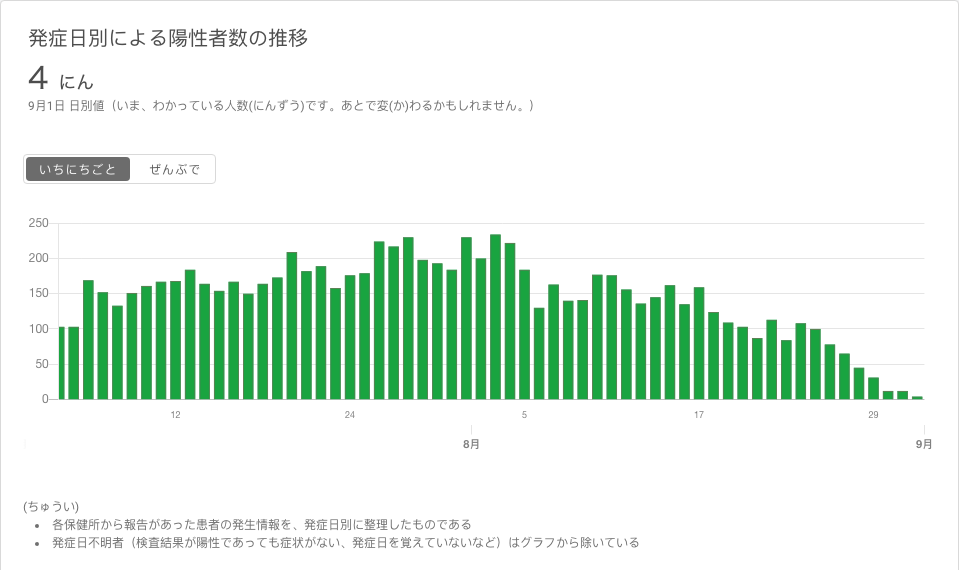 発症日別による陽性者数の推移
4 にん
9月1日 日別値（いま、わかっている人数(にんずう)です。あとで変(か)わるかもしれません。）
いちにちごと ぜんぶで
250
200
150
100
50
0
12 24 5 17 29
8月 9月
(ちゅうい)
• 各保健所から報告があった患者の発生情報を、発症日別に整理したものである
• 発症日不明者（検査結果が陽性であっても症状がない、発症日を覚えていないなど）はグラフから除いている